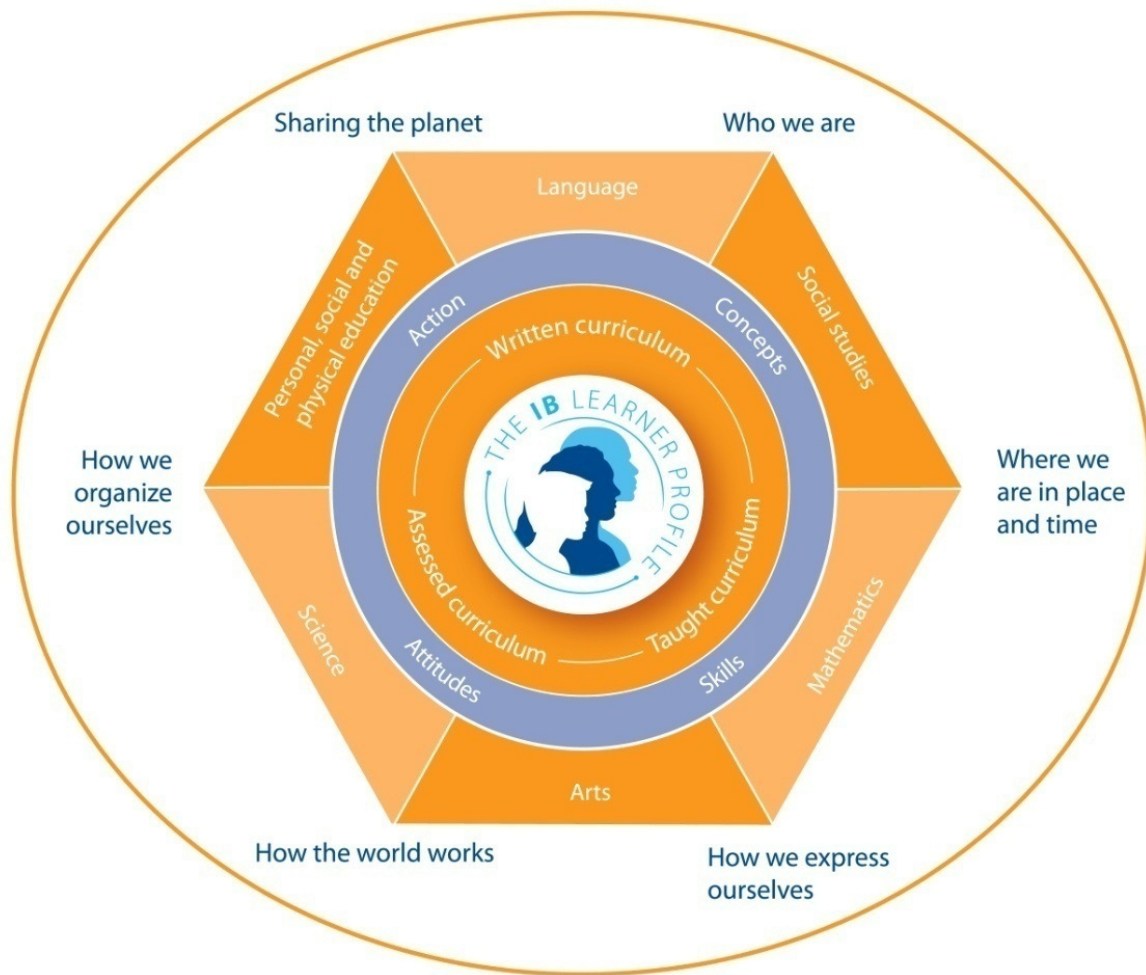 Sharing the planet
Who we are
Language
Personal, social and
physical education
Social studies
Action
Concepts
Written curriculum
THE IB LEARNER PROFILE
How we
organize
ourselves
Where we
are in place
and time
Assessed curriculum
Taught curriculum
Science
Attitudes
Skills
Mathematics
Arts
How the world works
How we express
ourselves